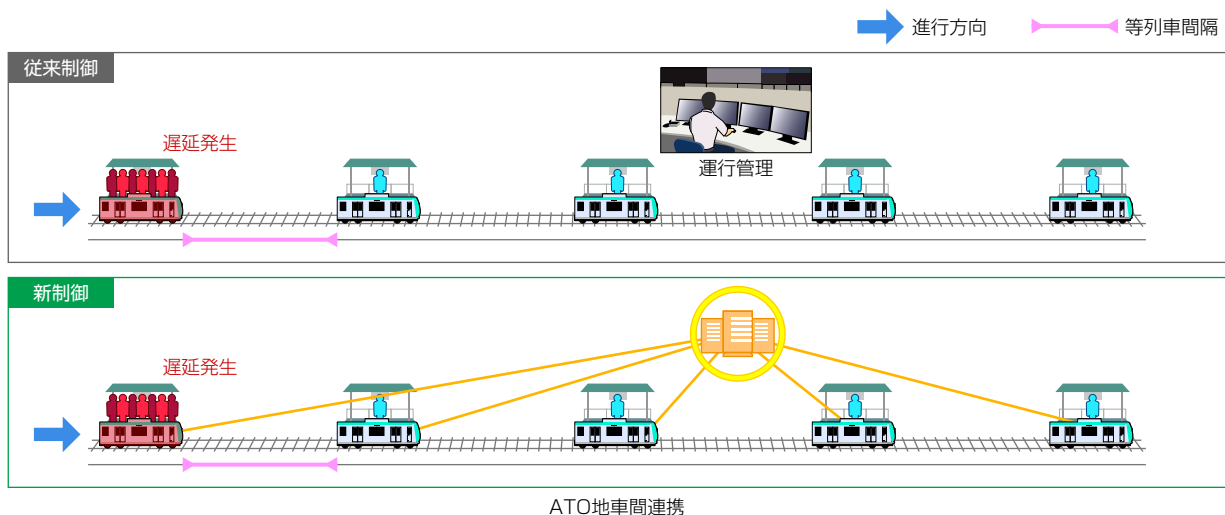 進行方向
等列車間隔
従来制御
遅延発生
運行管理
新制御
遅延発生
ATO地車間連携